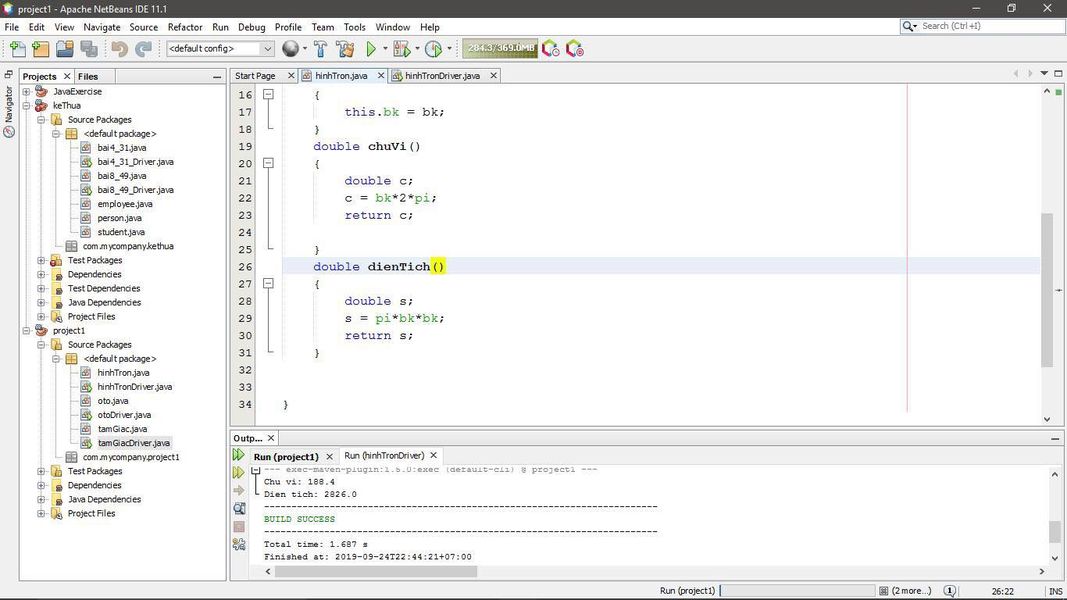 project1 - Apache NetBeans IDE 11.1
File Edit View Navigate Source Refactor Run Debug Profile Team Tools Window Help
Search (Ctrl+I)
<default config>
284.3/369.0MB
Projects Files
Navigator
JavaExercise
keThua
Source Packages
<default package>
bai4_31.java
bai4_31_Driver.java
bai8_49.java
bai8_49_Driver.java
employee.java
person.java
student.java
com.mycompany.kethua
Test Packages
Dependencies
Test Dependencies
Java Dependencies
Project Files
project1
Source Packages
<default package>
hinhTron.java
hinhTronDriver.java
oto.java
otoDriver.java
tamGiac.java
tamGiacDriver.java
com.mycompany.project1
Test Packages
Dependencies
Java Dependencies
Project Files
Start Page hinhTron.java hinhTronDriver.java
16 {
17 this.bk = bk;
18 }
19 double chuVi()
20 {
21 double c;
22 c = bk*2*pi;
23 return c;
24
25 }
26 double dienTich()
27 {
28 double s;
29 s = pi*bk*bk;
30 return s;
31 }
32
33
34 }
Outp...
Run (project1) Run (hinhTronDriver)
--- exec-maven-plugin:1.5.0:exec (default-cli) @ project1 ---
Chu vi: 188.4
Dien tich: 2826.0
------------------------------------------------------------------------
BUILD SUCCESS
------------------------------------------------------------------------
Total time: 1.687 s
Finished at: 2019-09-24T22:44:21+07:00
Run (project1) (2 more...) 1 26:22 INS